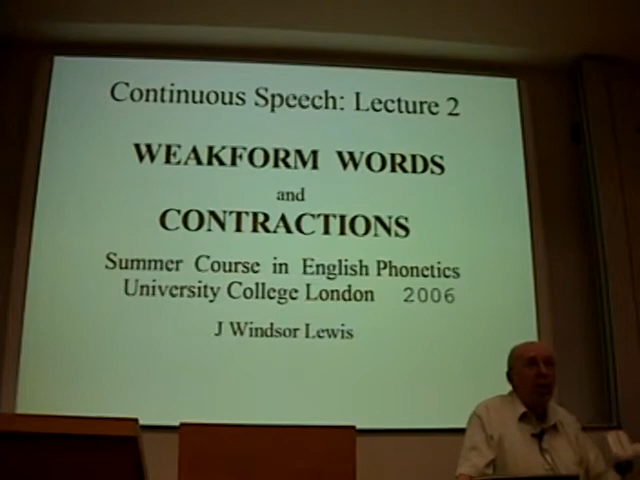 Continuous Speech: Lecture 2
WEAKFORM WORDS
and
CONTRACTIONS
Summer Course in English Phonetics
University College London 2006
J Windsor Lewis